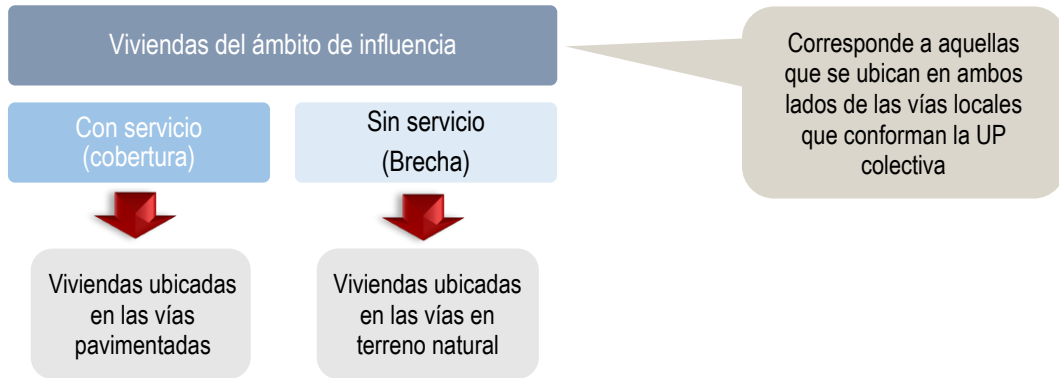 Viviendas del ámbito de influencia
Corresponde a aquellas
que se ubican en ambos
lados de las vías locales
que conforman la UP
colectiva
Con servicio
(cobertura)
Sin servicio
(Brecha)
Viviendas ubicadas
en las vías
pavimentadas
Viviendas ubicadas
en las vías en
terreno natural